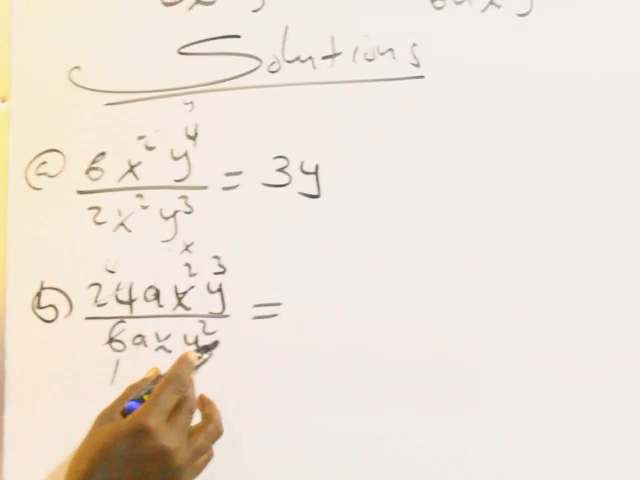 Solutions
(a) 6x²y⁴ / 2x²y³ = 3y
(b) 24ax²y³ / 6axy² =